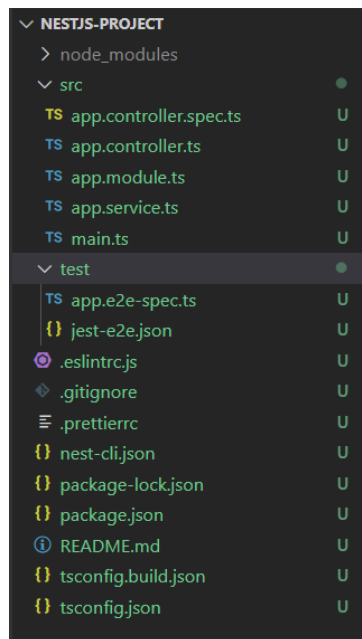 NESTJS-PROJECT
node_modules
src
TS app.controller.spec.ts U
TS app.controller.ts U
TS app.module.ts U
TS app.service.ts U
TS main.ts U
test
TS app.e2e-spec.ts U
{} jest-e2e.json U
.eslintrc.js U
.gitignore U
.prettierrc U
{} nest-cli.json U
{} package-lock.json U
{} package.json U
README.md U
{} tsconfig.build.json U
{} tsconfig.json U